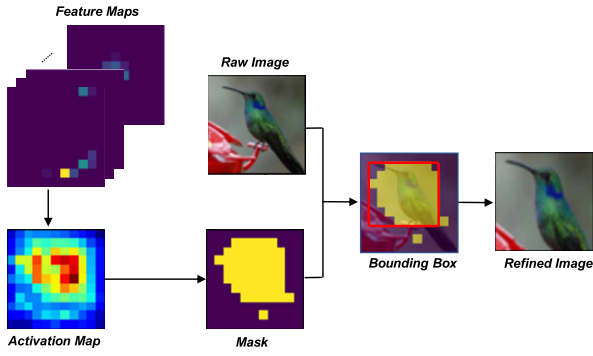 Feature Maps
Raw Image
Bounding Box
Refined Image
Activation Map
Mask